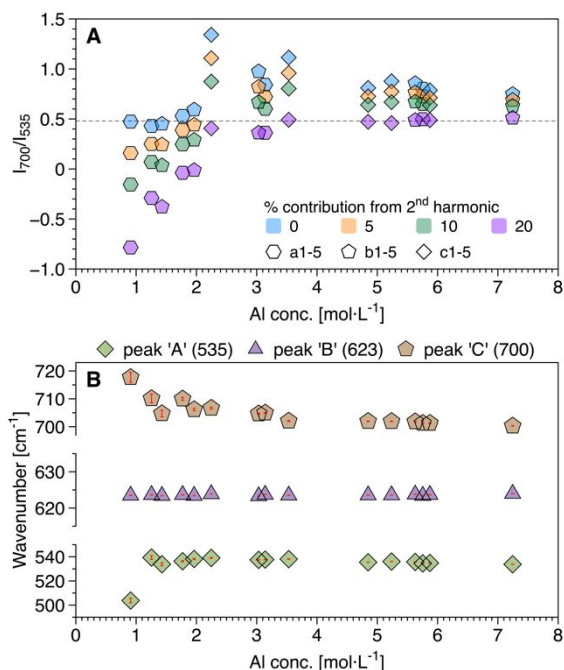 A
1.5
1.0
0.5
0
−0.5
−1.0
I700/I535
% contribution from 2nd harmonic
0 5 10 20
a1-5 b1-5 c1-5
0 1 2 3 4 5 6 7 8
Al conc. [mol·L⁻¹]
peak 'A' (535) peak 'B' (623) peak 'C' (700)
B
720
710
700
630
620
540
520
500
Wavenumber [cm⁻¹]
0 1 2 3 4 5 6 7 8
Al conc. [mol·L⁻¹]